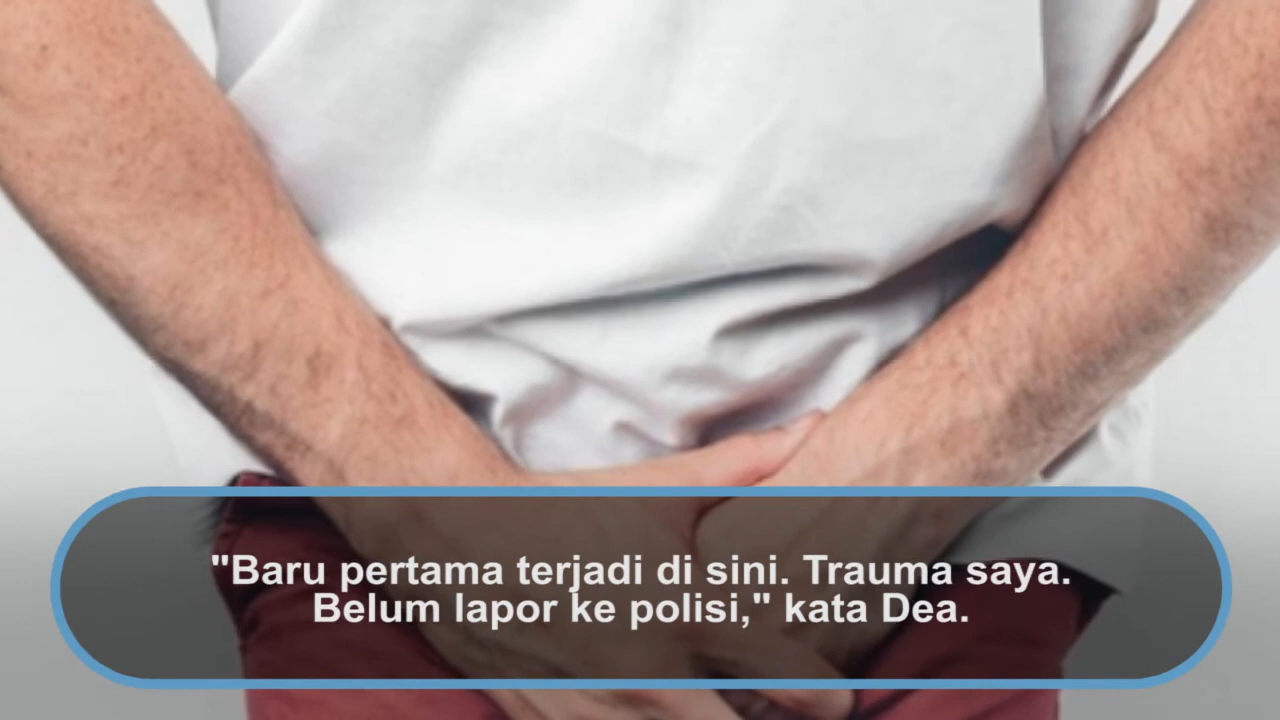 "Baru pertama terjadi di sini. Trauma saya.
Belum lapor ke polisi," kata Dea.